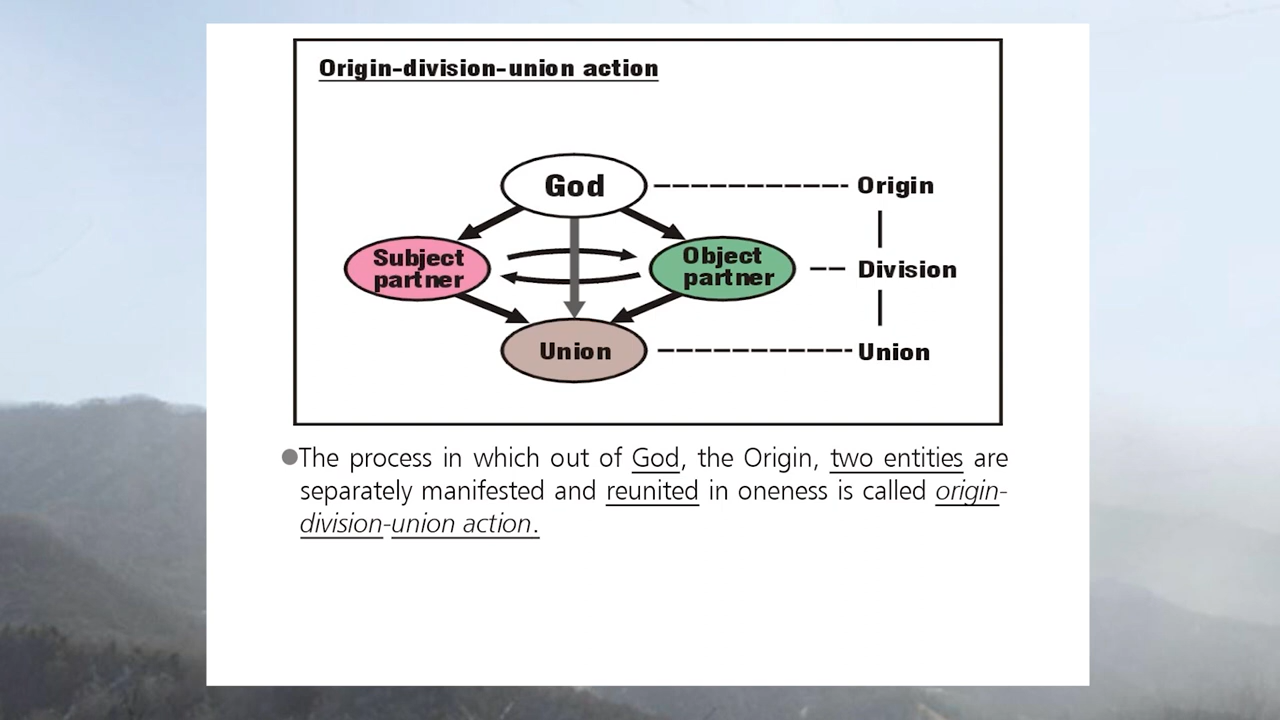 Origin-division-union action
God
Origin
Subject
partner
Object
partner
Division
Union
Union
The process in which out of God, the Origin, two entities are
separately manifested and reunited in oneness is called origin-
division-union action.